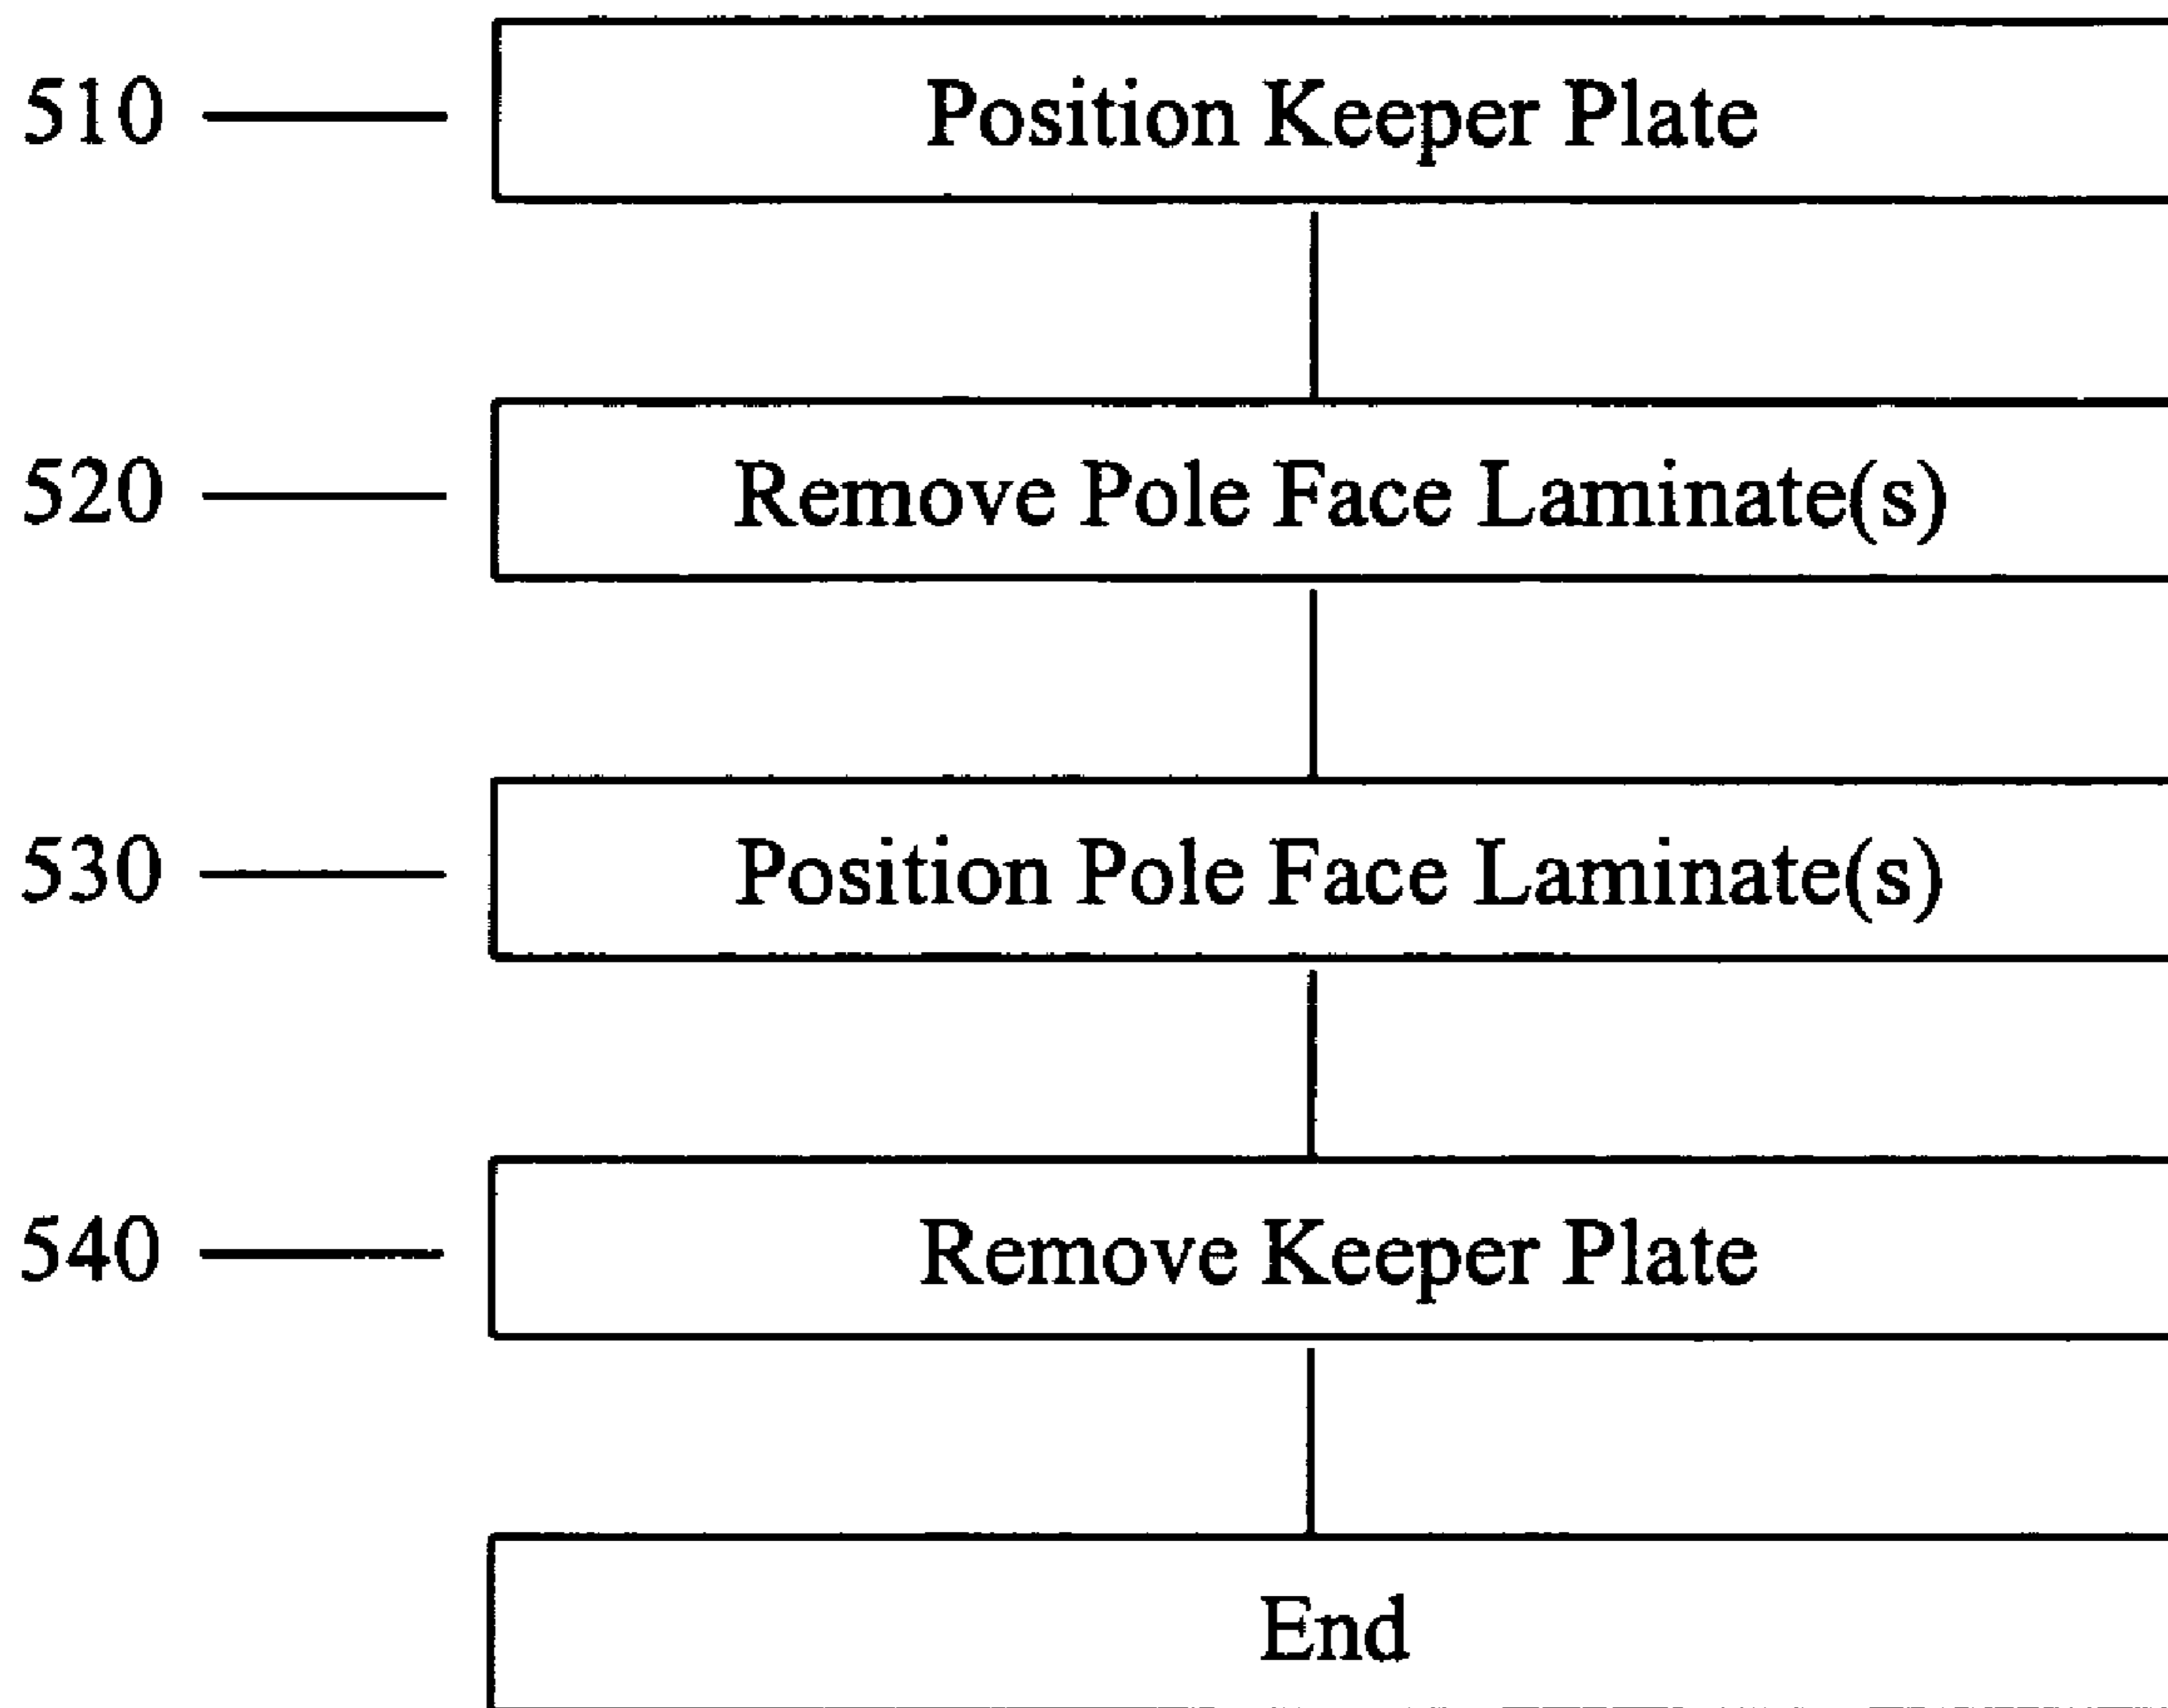 510 Position Keeper Plate
520 Remove Pole Face Laminate(s)
530 Position Pole Face Laminate(s)
540 Remove Keeper Plate
End